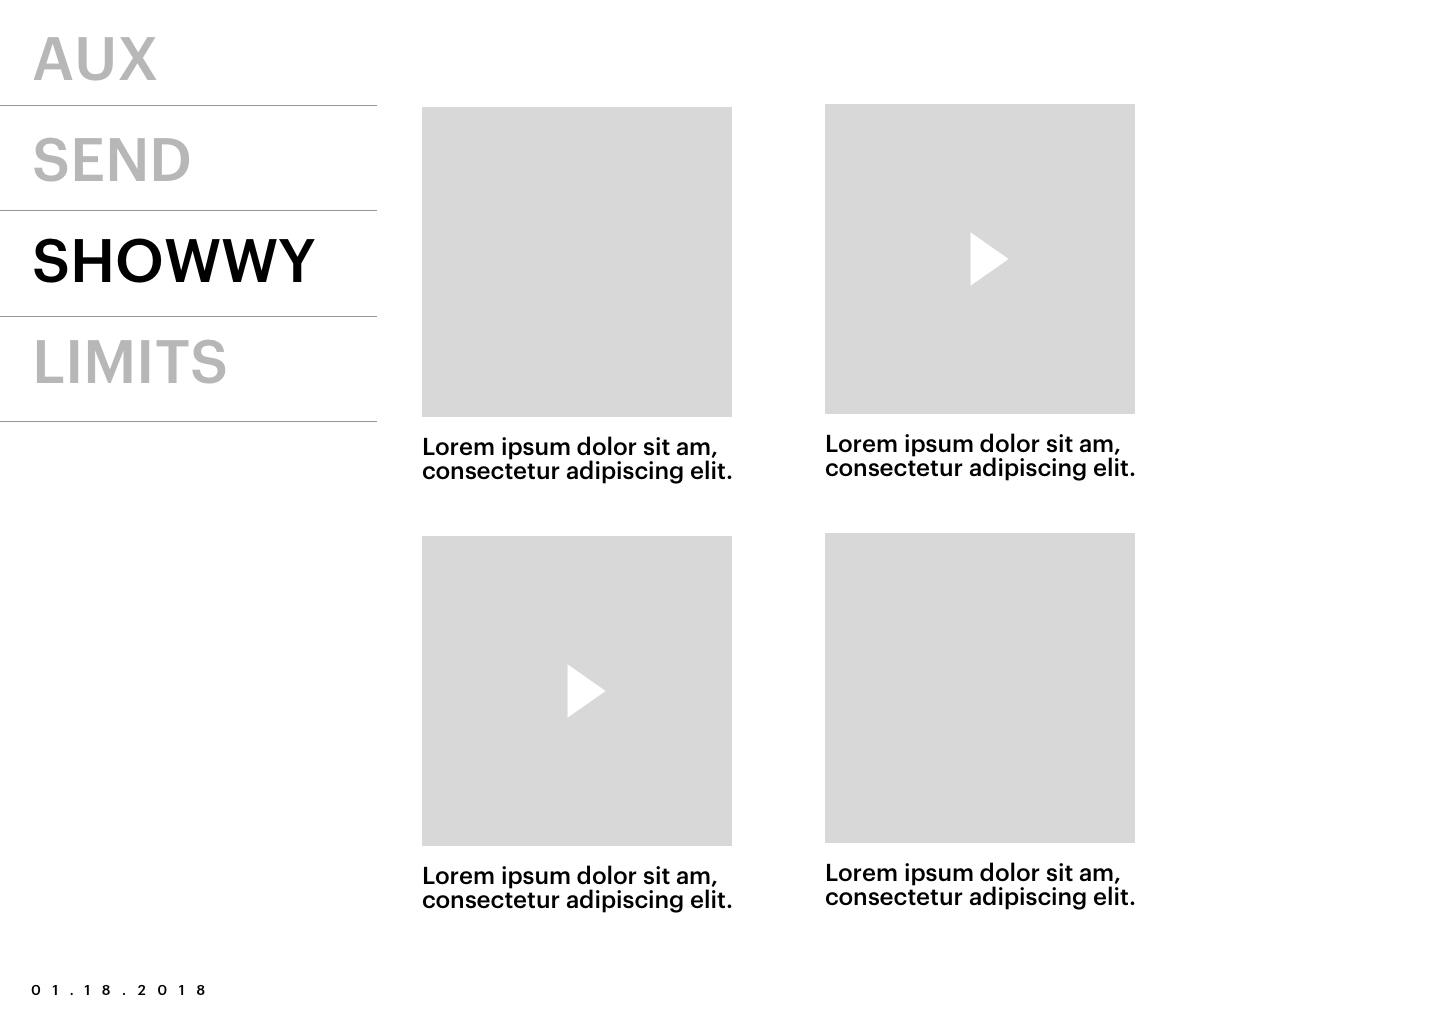 AUX
SEND
SHOWWY
LIMITS
Lorem ipsum dolor sit am,
consectetur adipiscing elit.
Lorem ipsum dolor sit am,
consectetur adipiscing elit.
Lorem ipsum dolor sit am,
consectetur adipiscing elit.
Lorem ipsum dolor sit am,
consectetur adipiscing elit.
01.18.2018